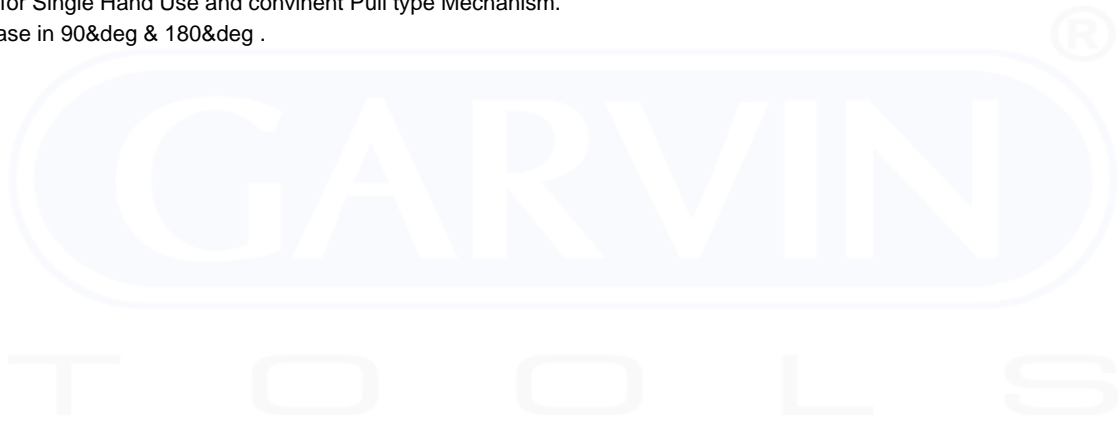 for Single Hand Use and convinent Pull type Mechanism.
ase in 90&deg & 180&deg .
®
GARVIN
TOOLS